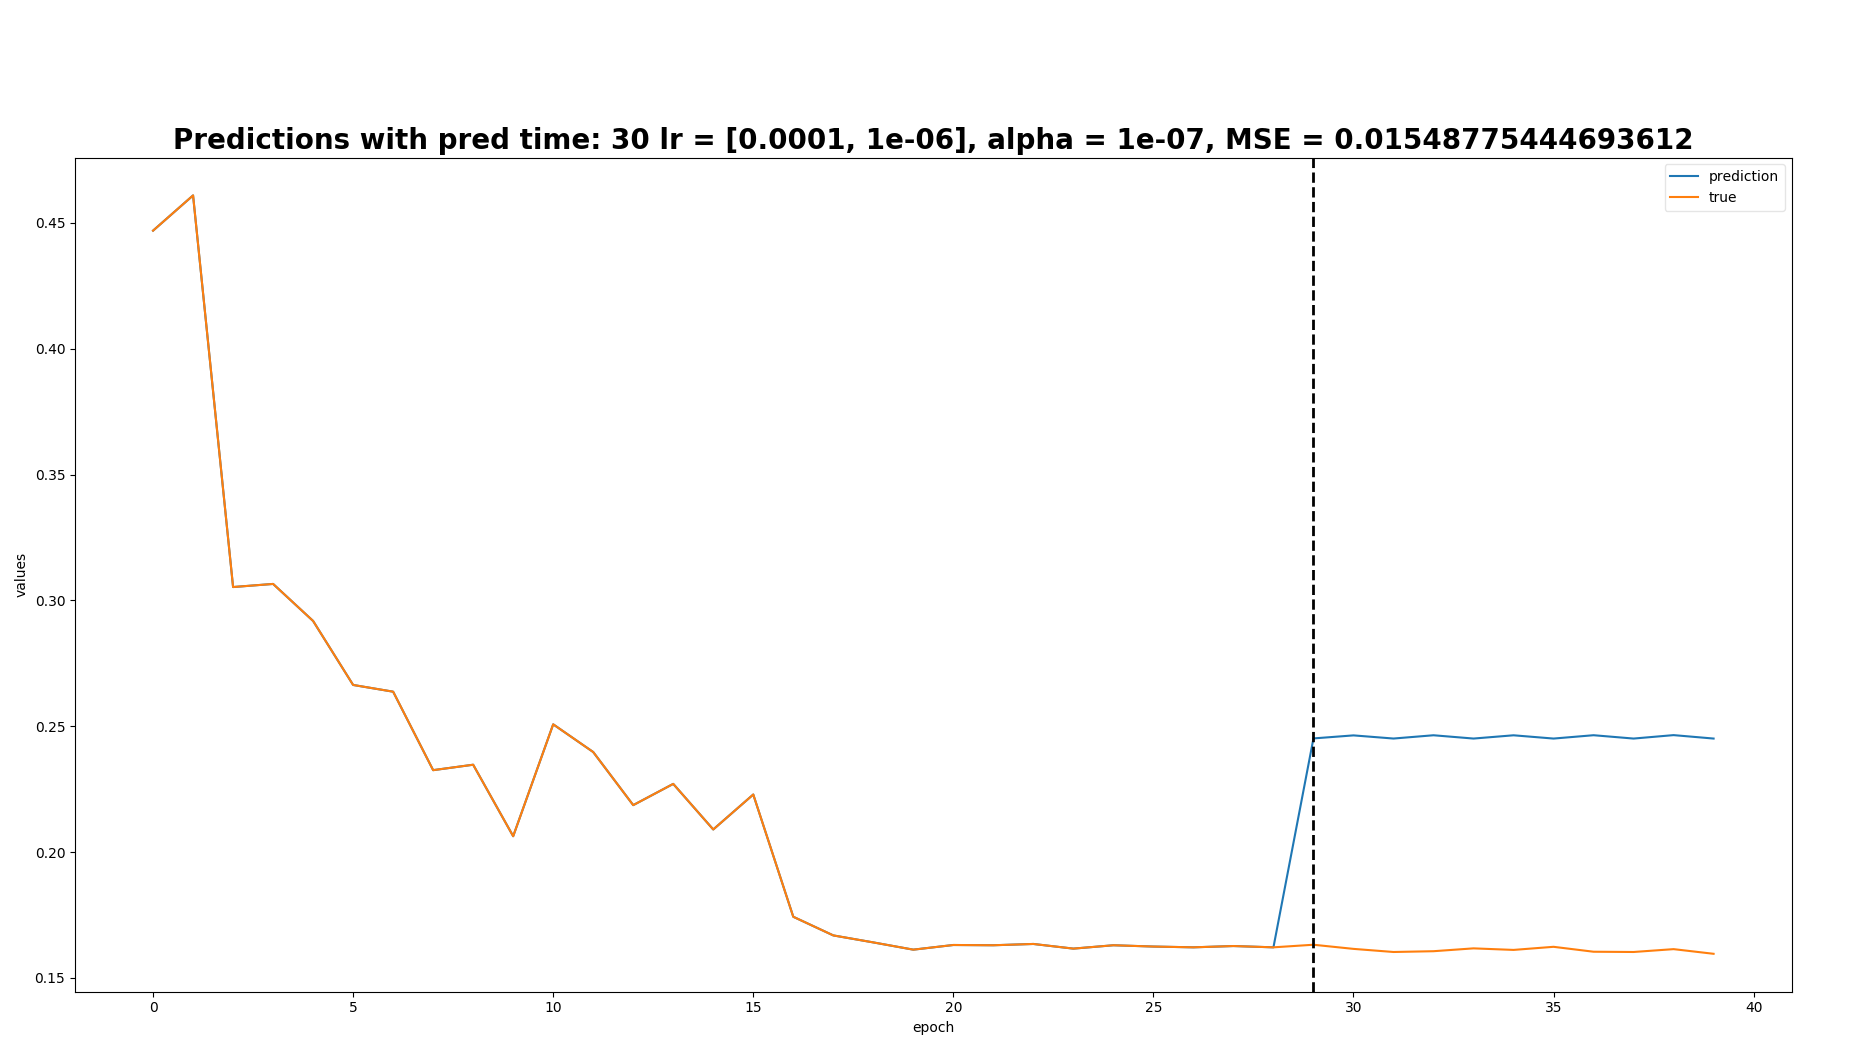 Predictions with pred time: 30 lr = [0.0001, 1e-06], alpha = 1e-07, MSE = 0.01548775444693612
prediction
true
0.45
0.40
0.35
0.30
0.25
0.20
0.15
values
0 5 10 15 20 25 30 35 40
epoch